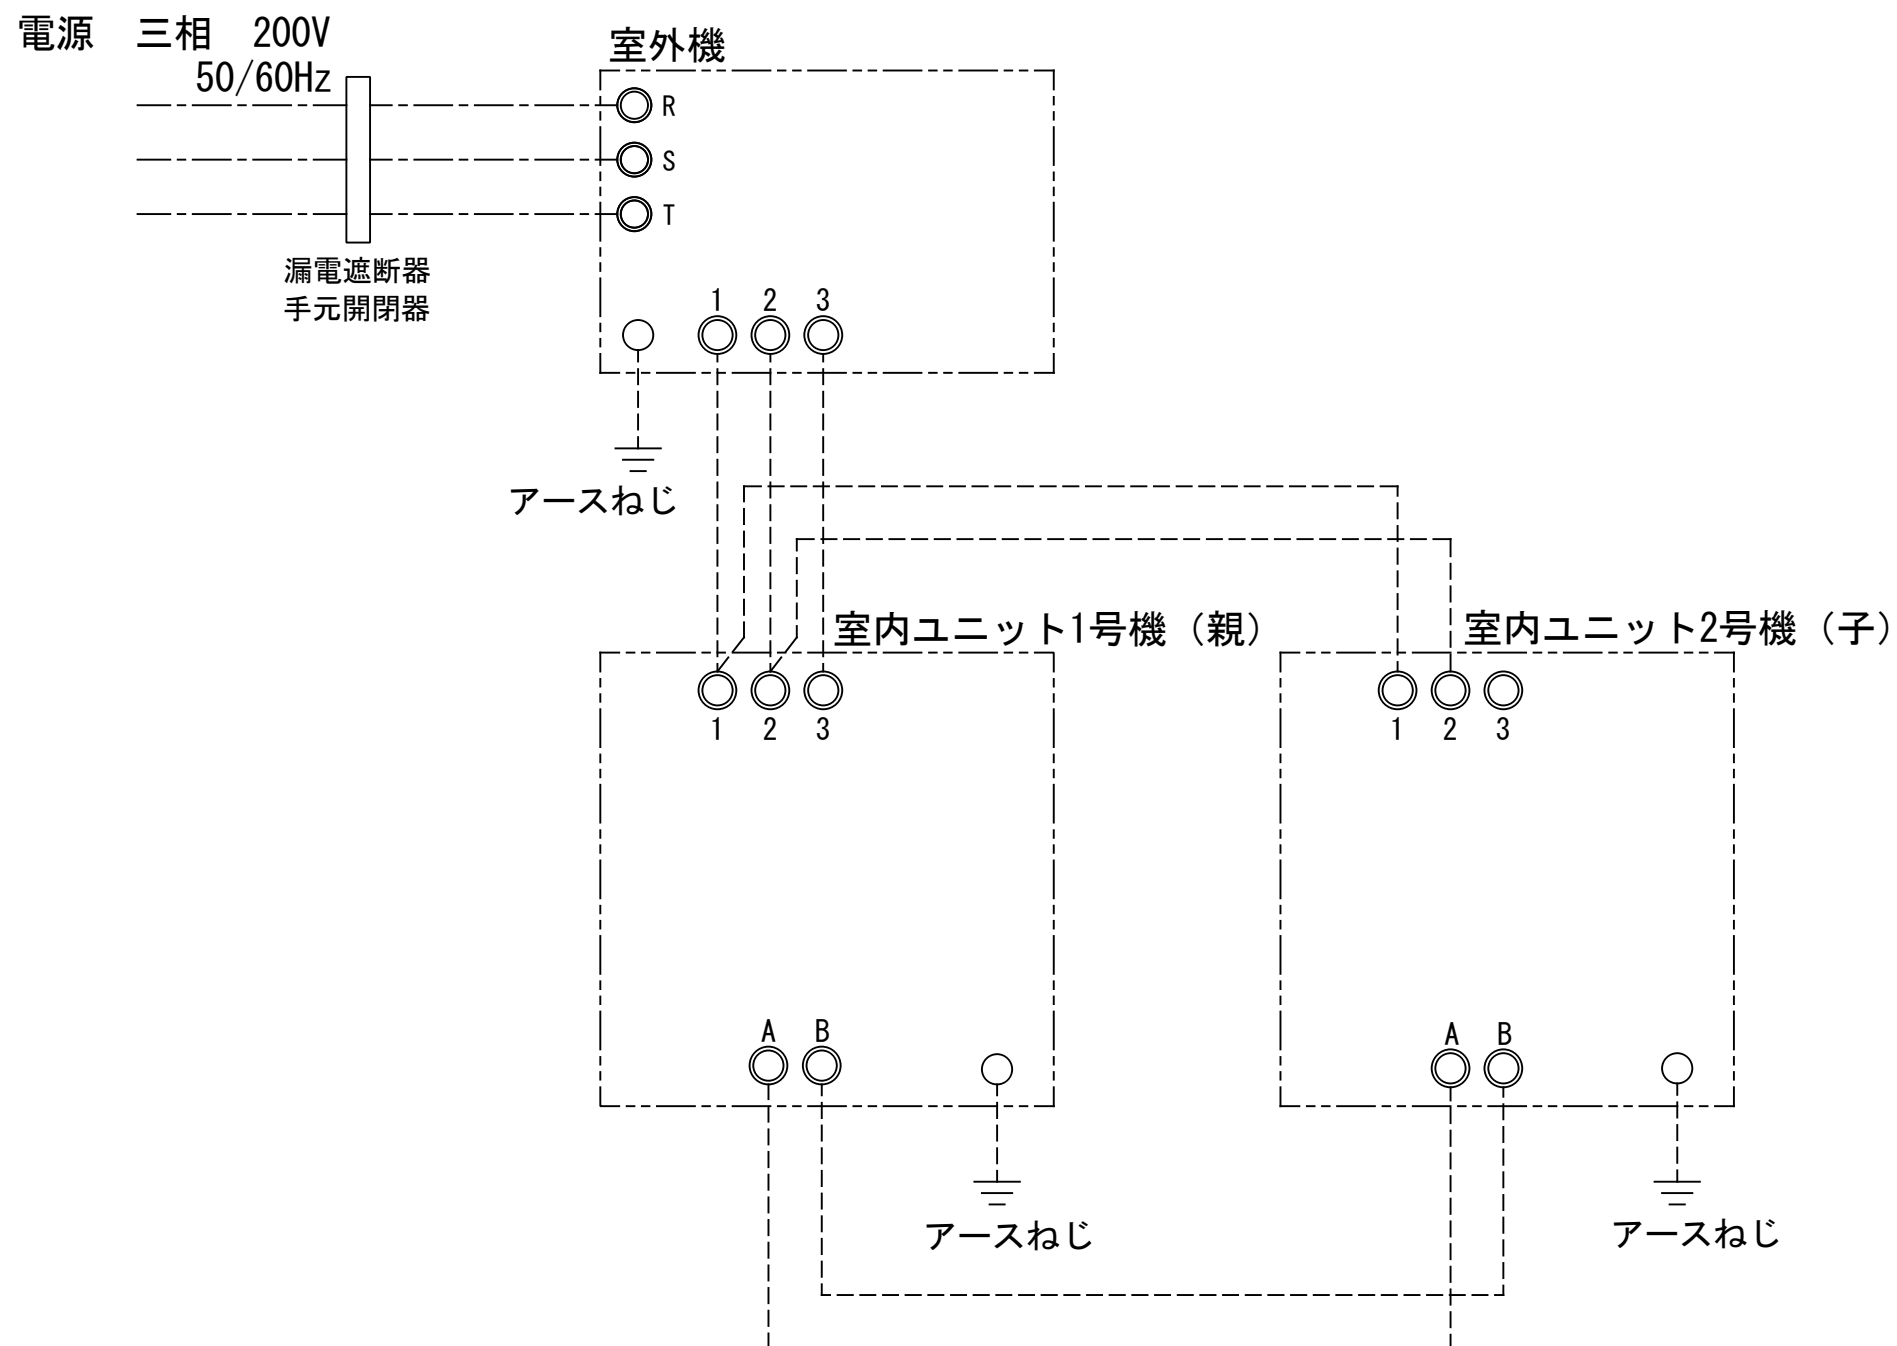 電源　三相　200V
50/60Hz
室外機
R
S
T
漏電遮断器
手元開閉器
1 2 3
アースねじ
室内ユニット1号機（親）
室内ユニット2号機（子）
1 2 3
1 2 3
A B
A B
アースねじ
アースねじ